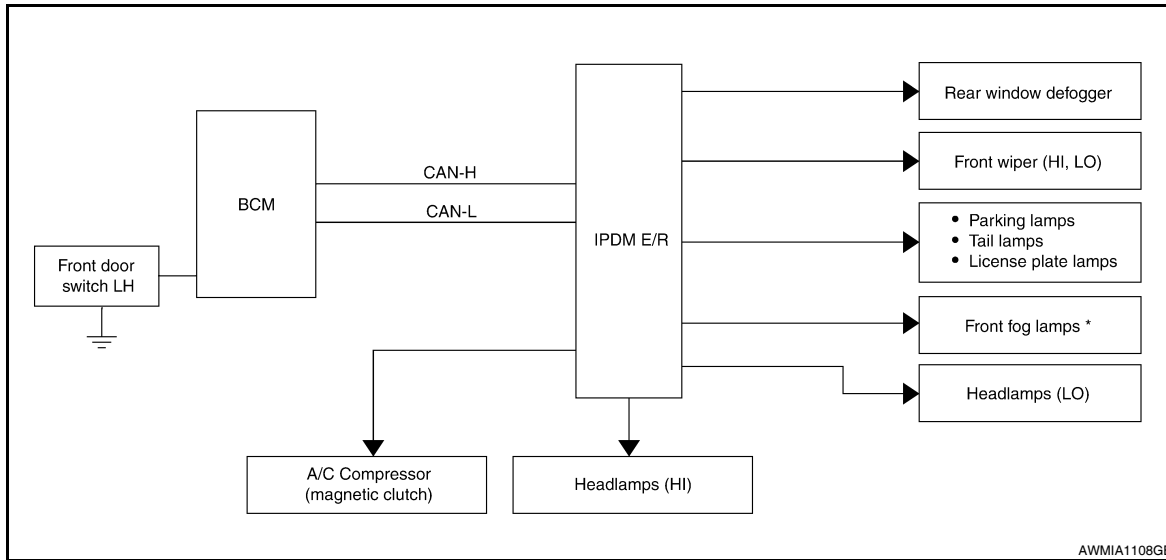 Rear window defogger
Front wiper (HI, LO)
CAN-H
BCM
CAN-L
• Parking lamps
• Tail lamps
• License plate lamps
IPDM E/R
Front door
switch LH
Front fog lamps *
Headlamps (LO)
A/C Compressor
(magnetic clutch)
Headlamps (HI)